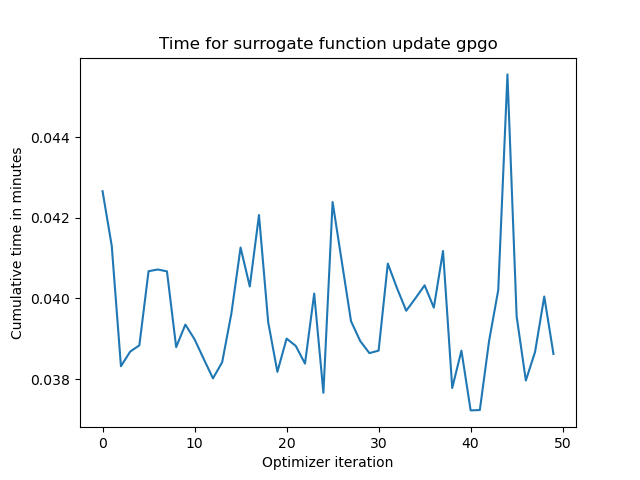 Time for surrogate function update gpgo
Cumulative time in minutes
0.044
0.042
0.040
0.038
0 10 20 30 40 50
Optimizer iteration